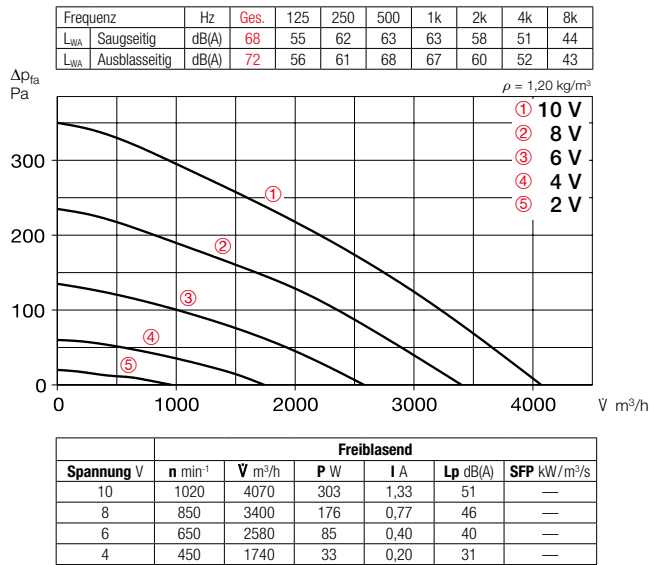 Frequenz Hz Ges. 125 250 500 1k 2k 4k 8k
LWA Saugseitig dB(A) 68 55 62 63 63 58 51 44
LWA Ausblasseitig dB(A) 72 56 61 68 67 60 52 43
Δpfa
Pa
ρ = 1,20 kg/m³
① 10 V
② 8 V
③ 6 V
④ 4 V
⑤ 2 V
300
①
200
②
③
100
④
⑤
0
0 1000 2000 3000 4000 V̇ m³/h
Freiblasend
Spannung V n min-1 V̇ m³/h P W I A Lp dB(A) SFP kW/m³/s
10 1020 4070 303 1,33 51 —
8 850 3400 176 0,77 46 —
6 650 2580 85 0,40 40 —
4 450 1740 33 0,20 31 —